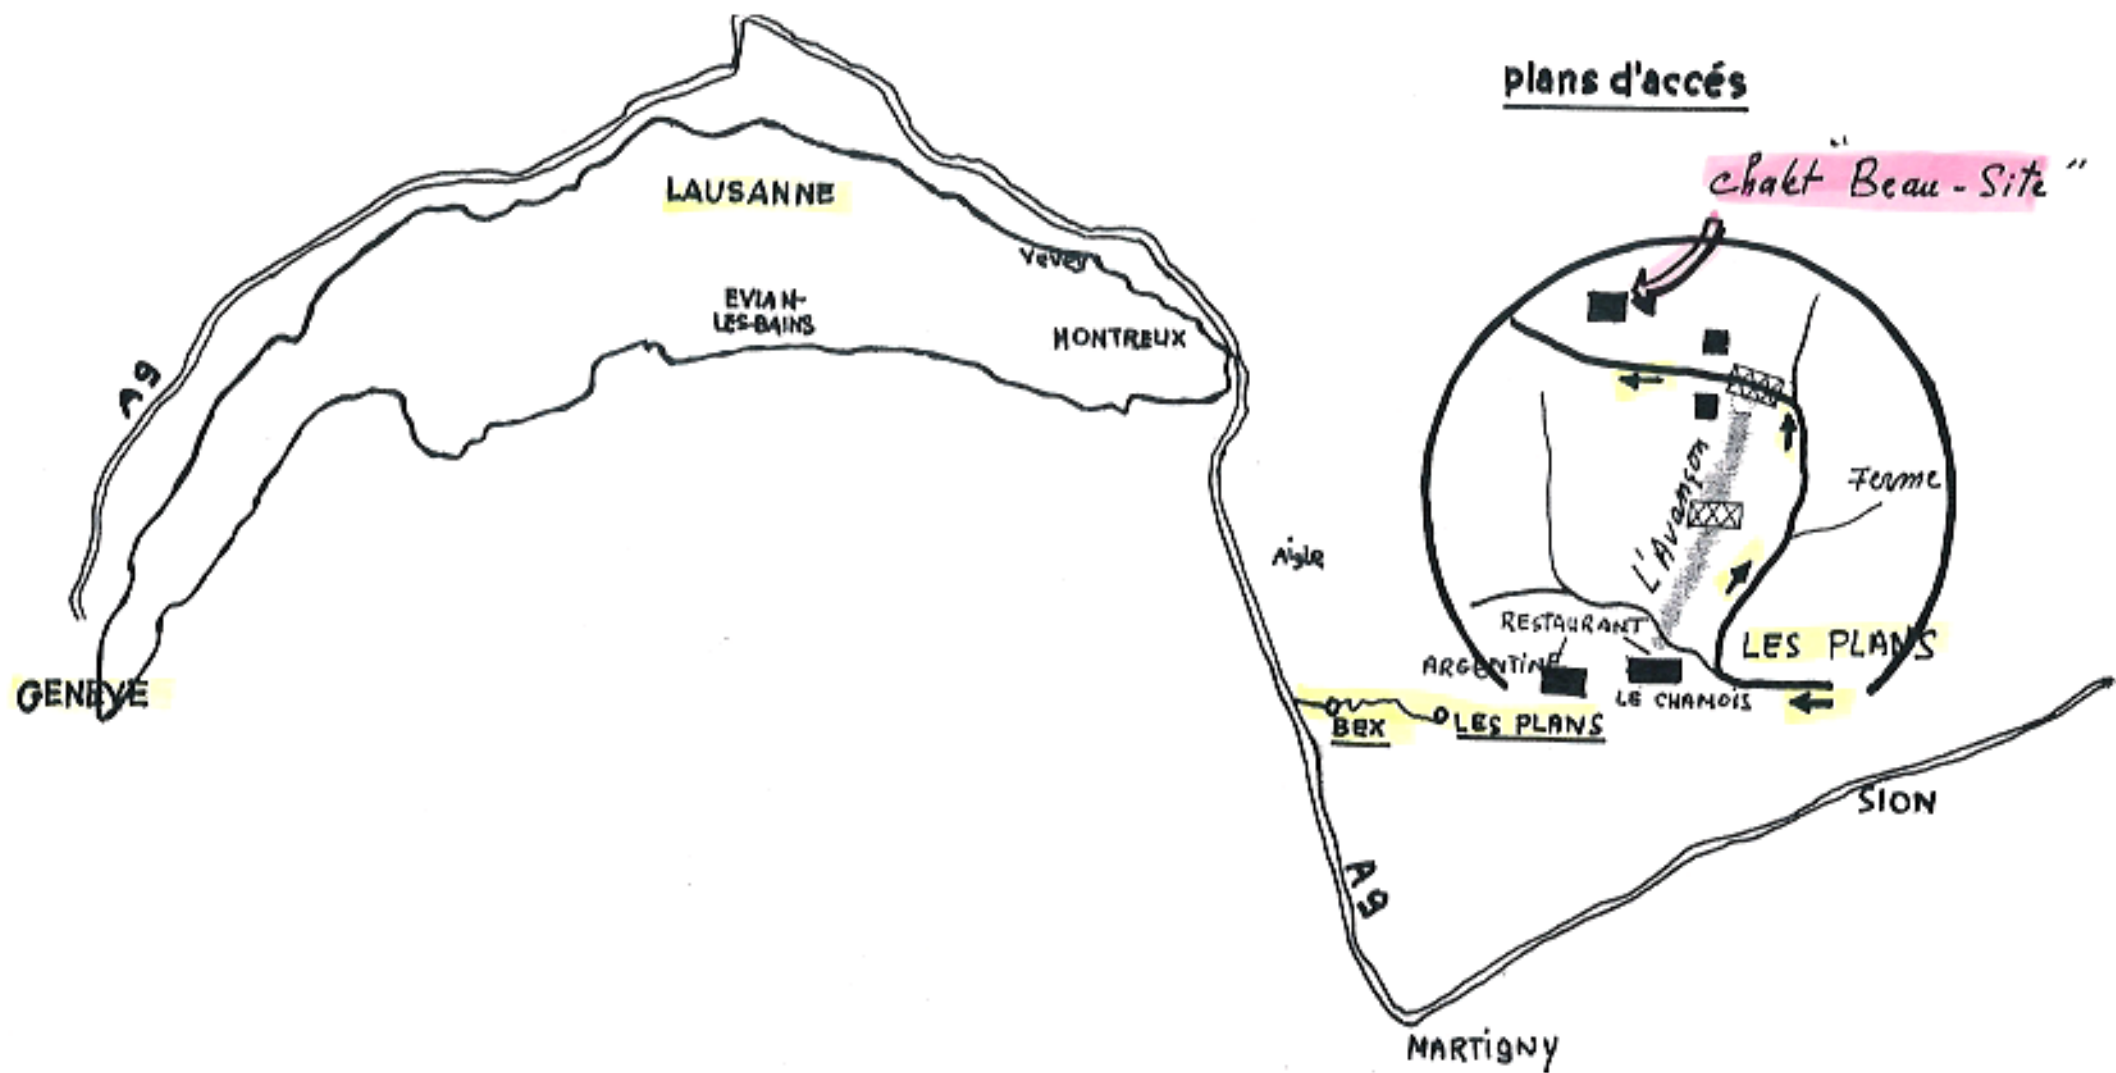 plans d'accés
chalet "Beau-Site"
LAUSANNE
Vevey
EVIAN-
LES-BAINS
MONTREUX
A9
Ferme
L'Avançon
Aigle
RESTAURANT
LES PLANS
ARGENTINE
GENEVE
LE CHAMOIS
BEX
LES PLANS
SION
A9
MARTIGNY